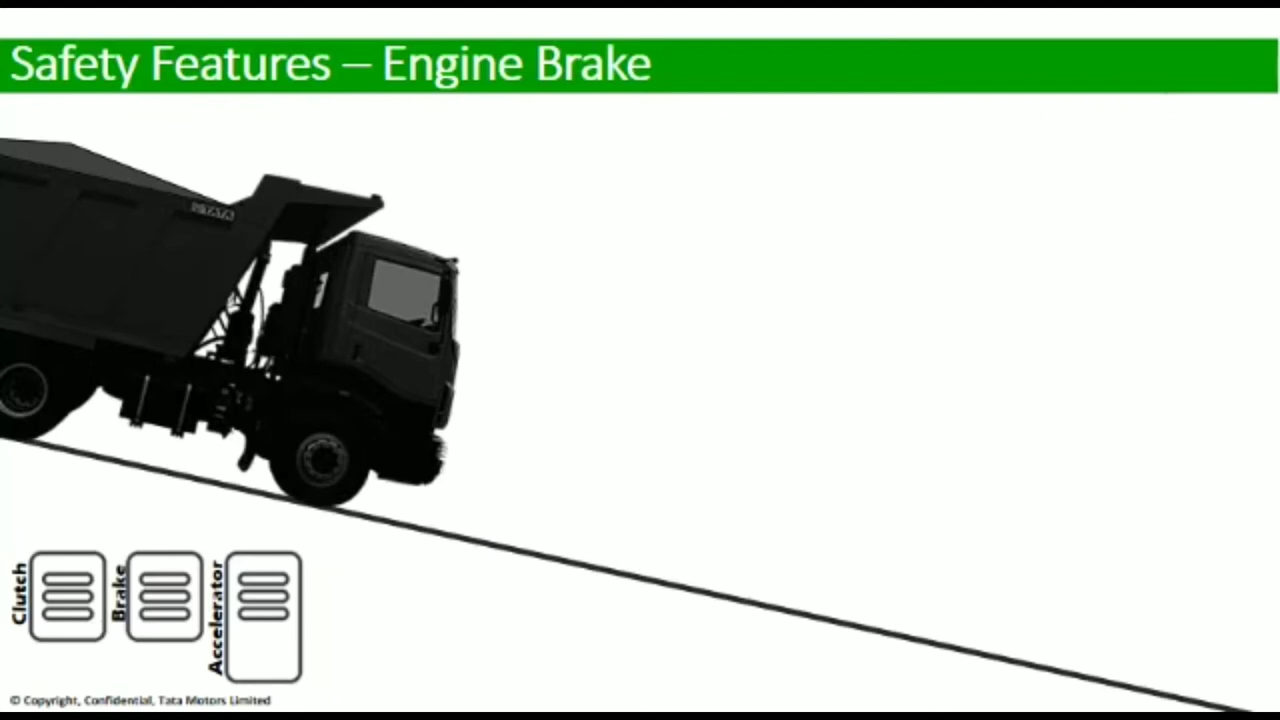 Safety Features – Engine Brake
Clutch
Brake
Accelerator
© Copyright, Confidential, Tata Motors Limited